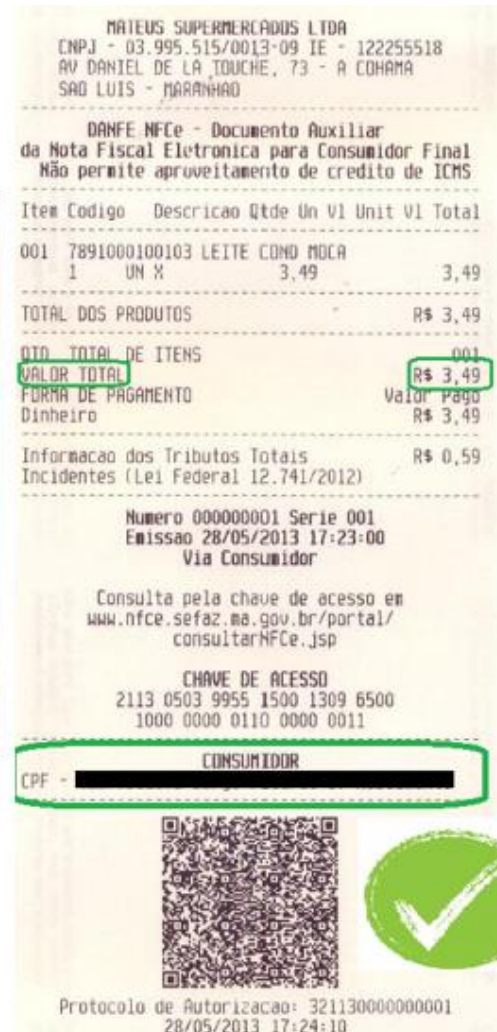 MATEUS SUPERMERCADOS LTDA
CNPJ - 03.995.515/0013-09 IE - 122255518
AV DANIEL DE LA TOUCHE, 73 - A COHAMA
SAO LUIS - MARANHAO
DANFE NFCe - Documento Auxiliar
da Nota Fiscal Eletronica para Consumidor Final
Não permite aproveitamento de credito de ICMS
Item Codigo Descricao Qtde Un Vl Unit Vl Total
001 7891000100103 LEITE COND MOCA
1 UN X 3,49 3,49
TOTAL DOS PRODUTOS R$ 3,49
QTD TOTAL DE ITENS 001
VALOR TOTAL R$ 3,49
FORMA DE PAGAMENTO Valor Pago
Dinheiro R$ 3,49
Informacao dos Tributos Totais R$ 0,59
Incidentes (Lei Federal 12.741/2012)
Numero 000000001 Serie 001
Emissao 28/05/2013 17:23:00
Via Consumidor
Consulta pela chave de acesso em
www.nfce.sefaz.ma.gov.br/portal/
consultarNFCe.jsp
CHAVE DE ACESSO
2113 0503 9955 1500 1309 6500
1000 0000 0110 0000 0011
CONSUMIDOR
CPF -
Protocolo de Autorizacao: 321130000000001
28/05/2013 17:24:10